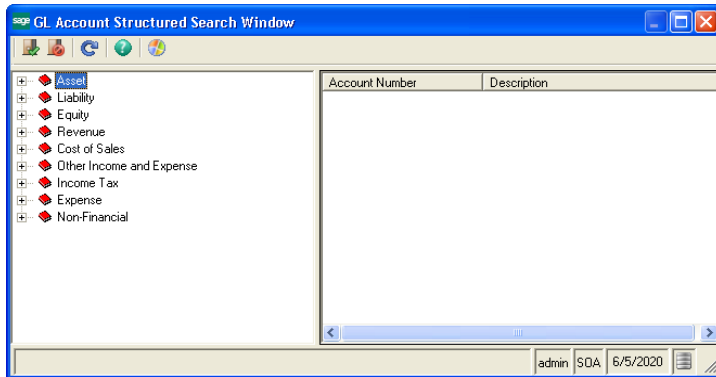 sage GL Account Structured Search Window
Account Number Description
Asset
Liability
Equity
Revenue
Cost of Sales
Other Income and Expense
Income Tax
Expense
Non-Financial
admin SOA 6/5/2020